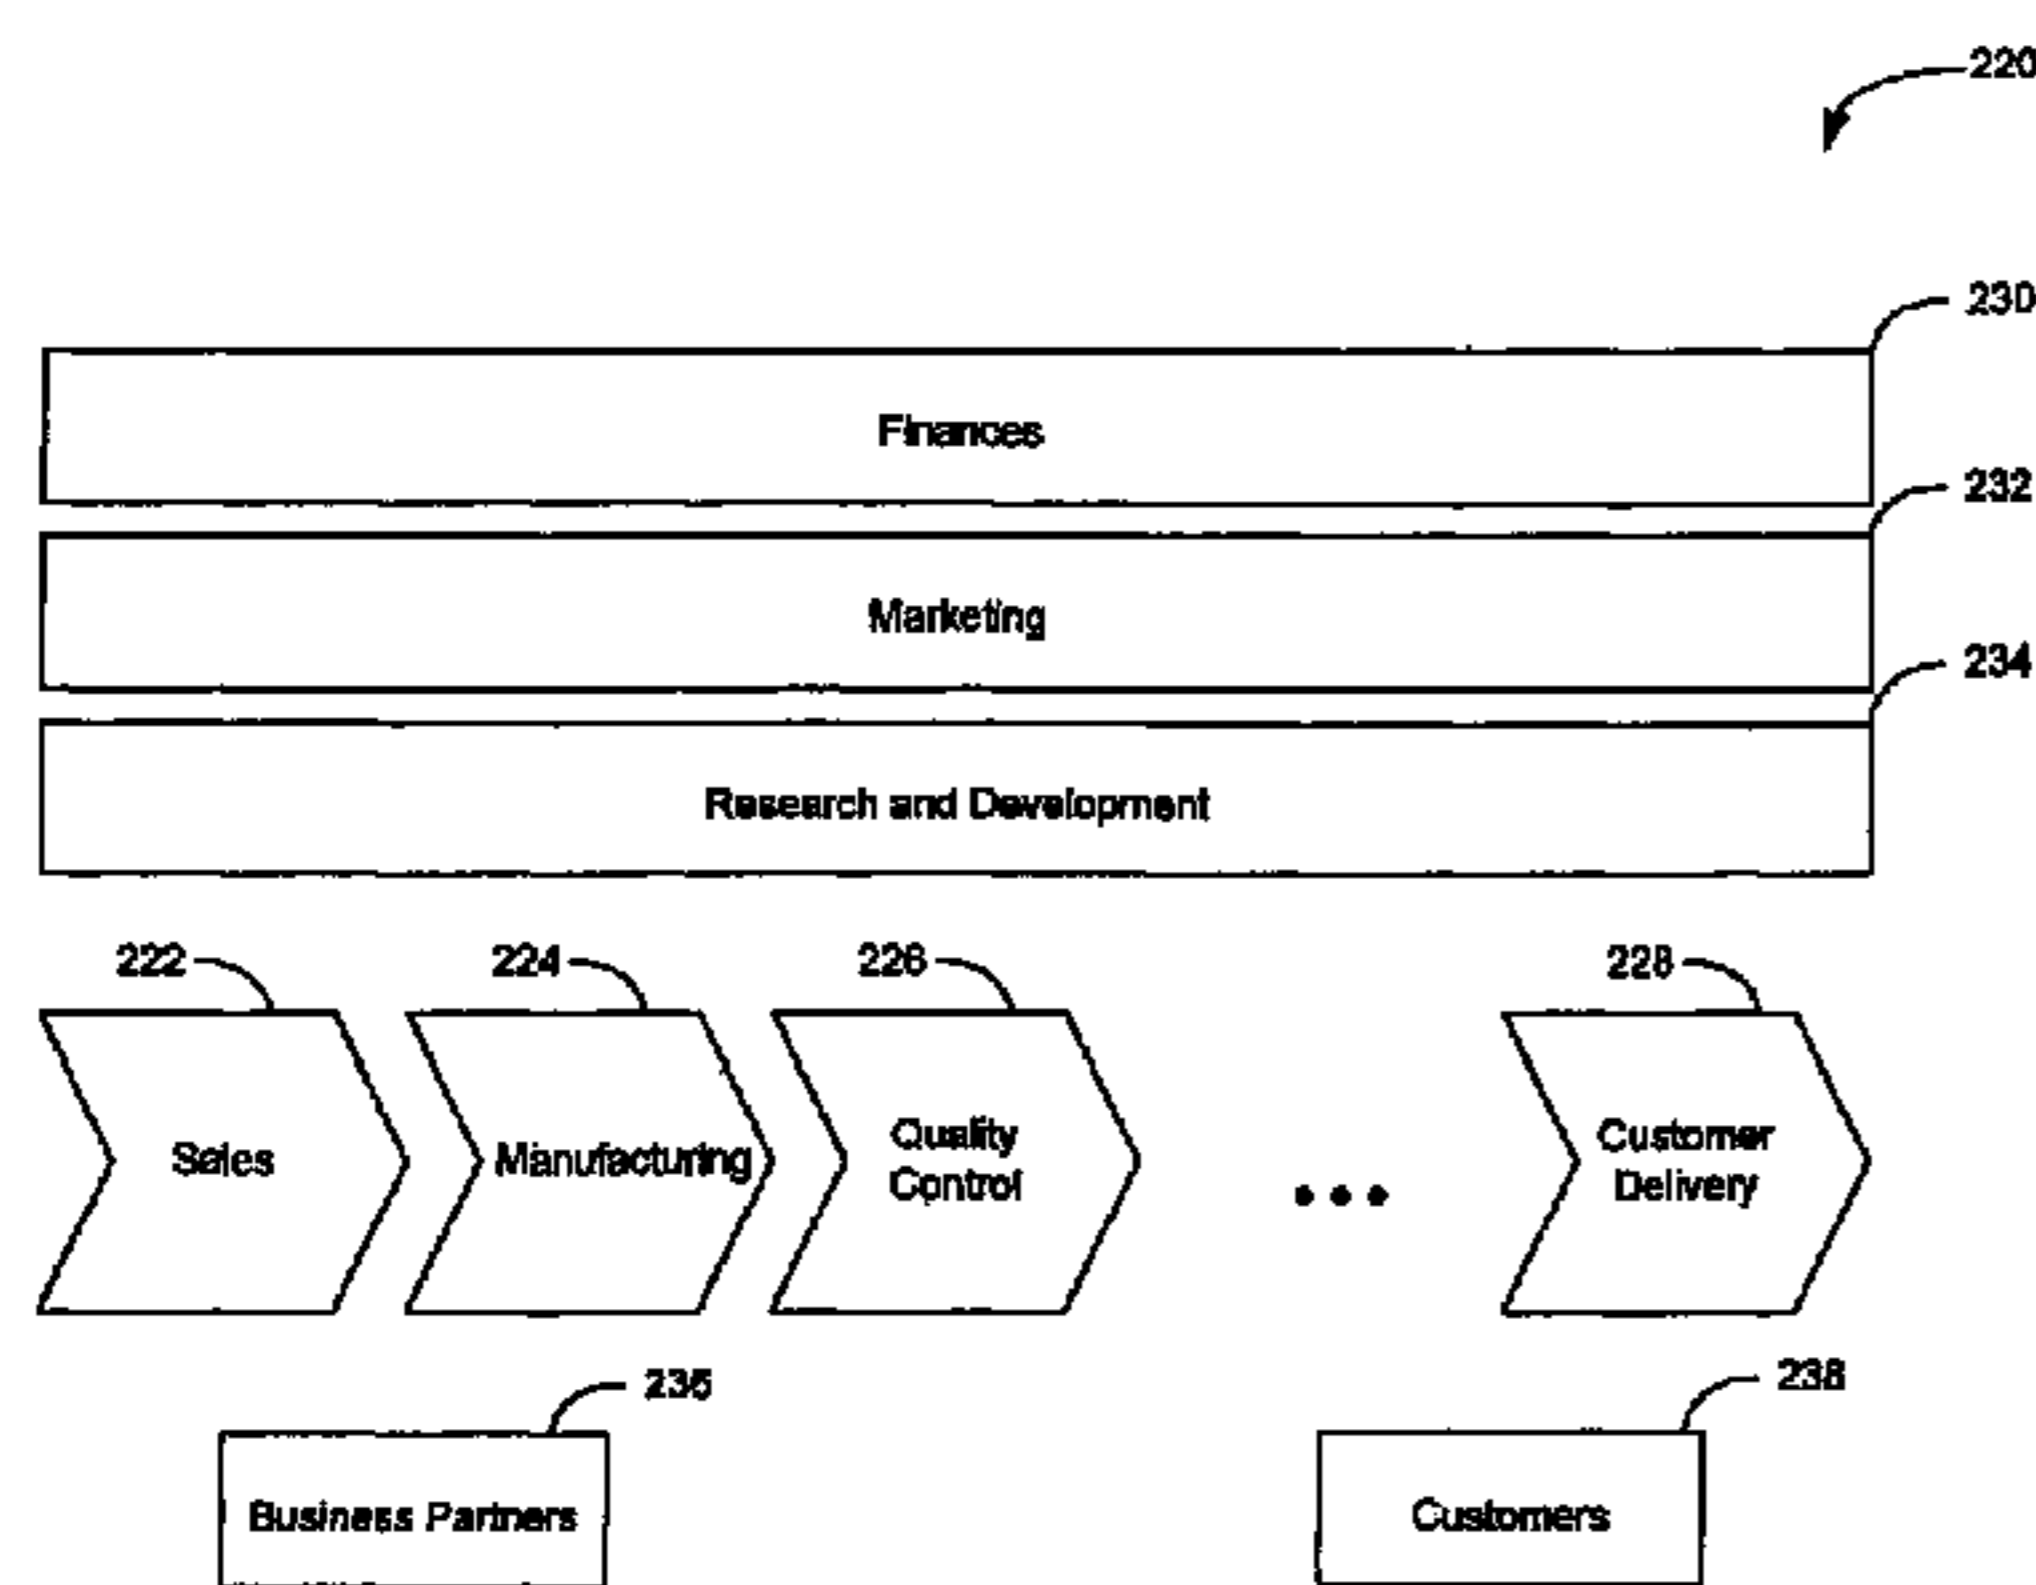 220
230
Finances
232
Marketing
234
Research and Development
222
224
226
228
Sales
Manufacturing
Quality
Control
Customer
Delivery
236
238
Business Partners
Customers